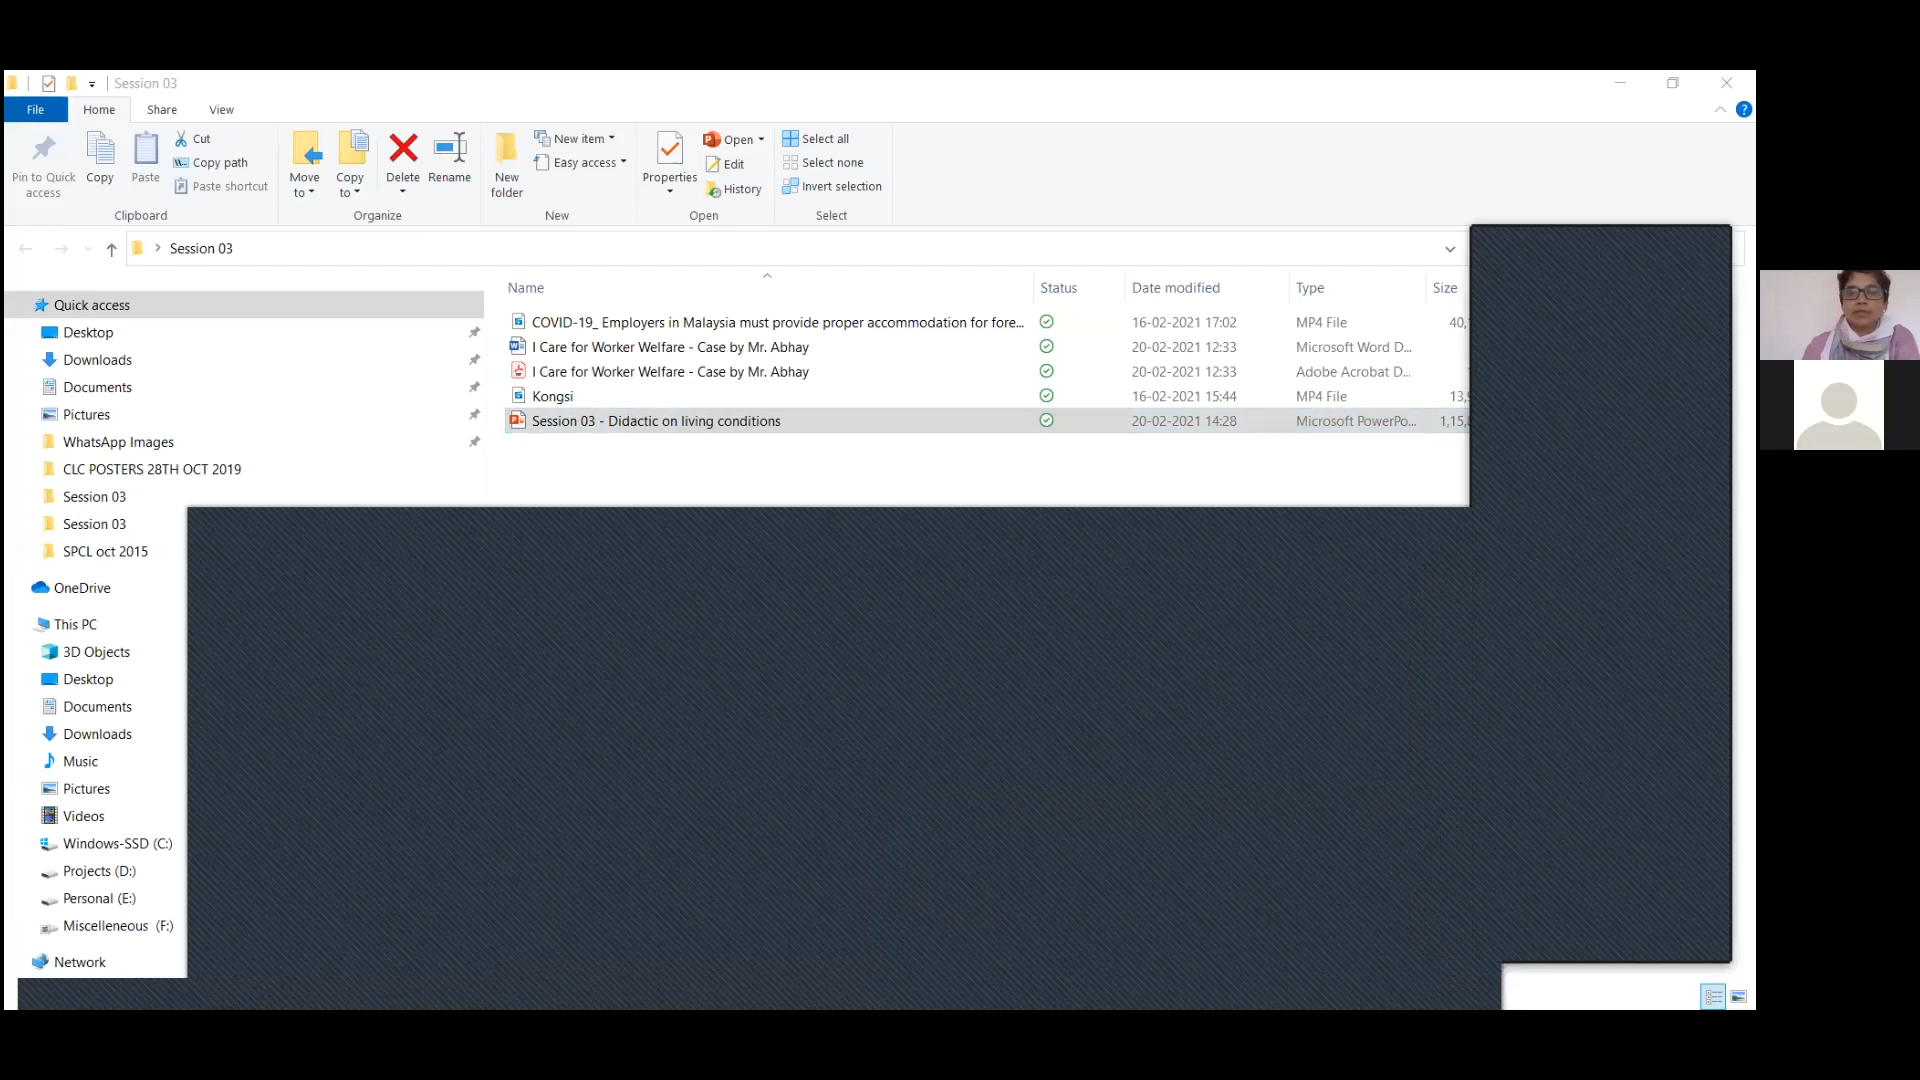 Session 03
File Home Share View
Pin to Quick access
Copy
Paste
Cut
Copy path
Paste shortcut
Clipboard
Move to
Copy to
Delete
Rename
Organize
New folder
New item
Easy access
New
Properties
Open
Edit
History
Open
Select all
Select none
Invert selection
Select
Session 03
Name Status Date modified Type Size
COVID-19_ Employers in Malaysia must provide proper accommodation for fore... 16-02-2021 17:02 MP4 File 40,
I Care for Worker Welfare - Case by Mr. Abhay 20-02-2021 12:33 Microsoft Word D...
I Care for Worker Welfare - Case by Mr. Abhay 20-02-2021 12:33 Adobe Acrobat D...
Kongsi 16-02-2021 15:44 MP4 File 13,
Session 03 - Didactic on living conditions 20-02-2021 14:28 Microsoft PowerPo... 1,15,
Quick access
Desktop
Downloads
Documents
Pictures
WhatsApp Images
CLC POSTERS 28TH OCT 2019
Session 03
Session 03
SPCL oct 2015
OneDrive
This PC
3D Objects
Desktop
Documents
Downloads
Music
Pictures
Videos
Windows-SSD (C:)
Projects (D:)
Personal (E:)
Miscelleneous (F:)
Network